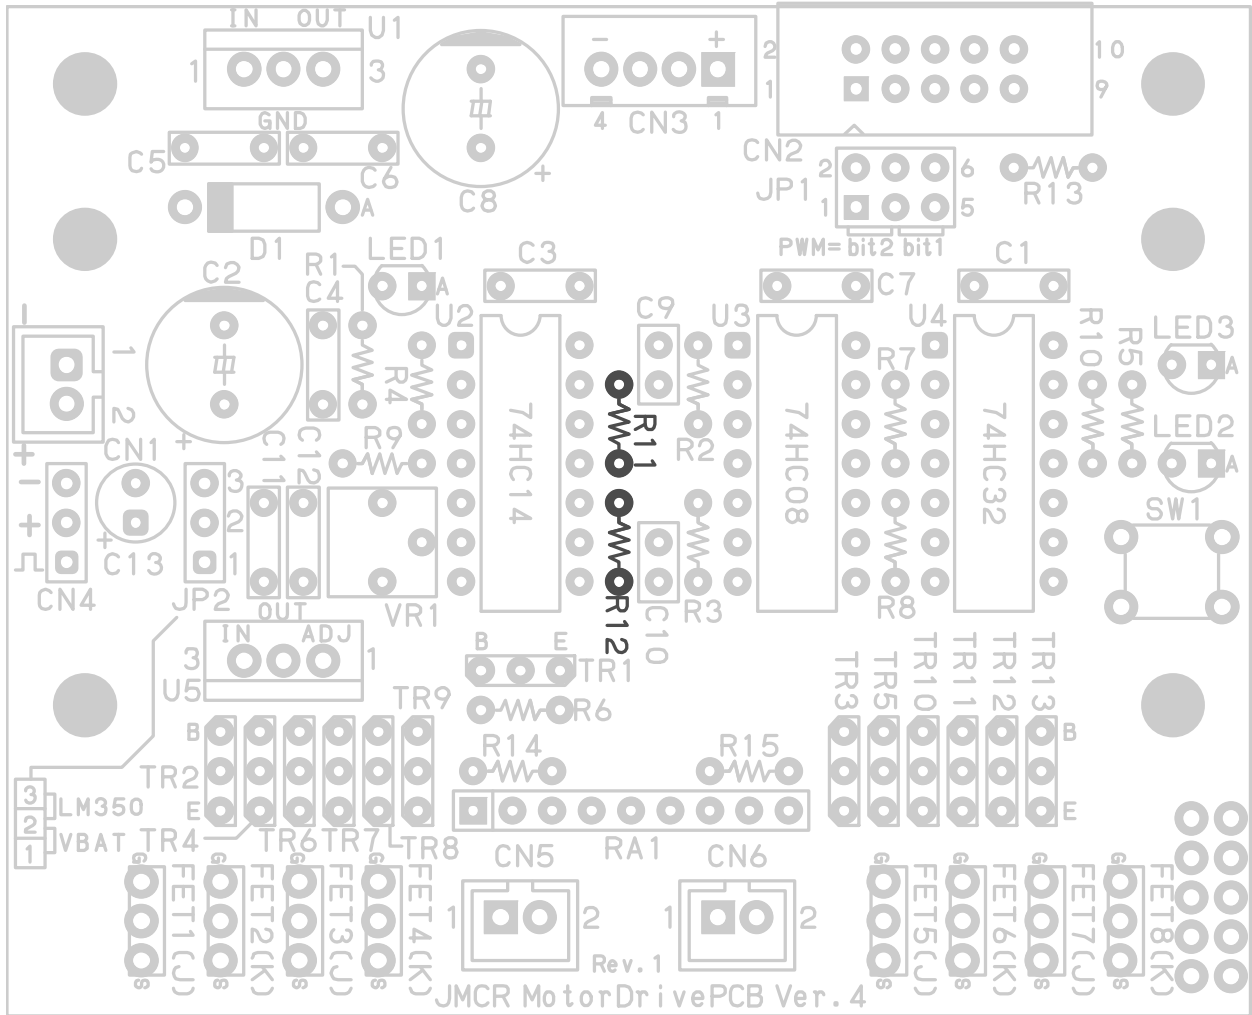 IN OUT
U1
1 3
GND
C5
C6
C8
+
- +
4 CN3 1
2 10
1 9
CN2
JP1
2 6
1 5
PWM= bit2 bit1
R13
D1
A
C2
R1
C4
LED1
A
C3
C7
C1
U2
C9
U3
U4
R10
R5
LED3
A
LED2
A
-
1
2
+
+
CN1
R4
R9
C11
C12
74HC14
R11
R2
R7
74HC08
74HC32
SW1
-
+
CN4
+
C13
3
2
1
JP2
VR1
R12
C10
R3
R8
OUT
IN ADJ
3 1
U5
B E
TR1
R6
TR9
TR3
TR5
TR10
TR11
TR12
TR13
B
E
B
E
TR2
R14
R15
3
2
1
LM350
VBAT
TR4
TR6
TR7
TR8
RA1
CN5
1 2
CN6
1 2
G
S
FET1(J)
G
S
FET2(K)
G
S
FET3(J)
G
S
FET4(K)
G
S
FET5(J)
G
S
FET6(K)
G
S
FET7(J)
G
S
FET8(K)
Rev.1
JMCR MotorDrivePCB Ver.4